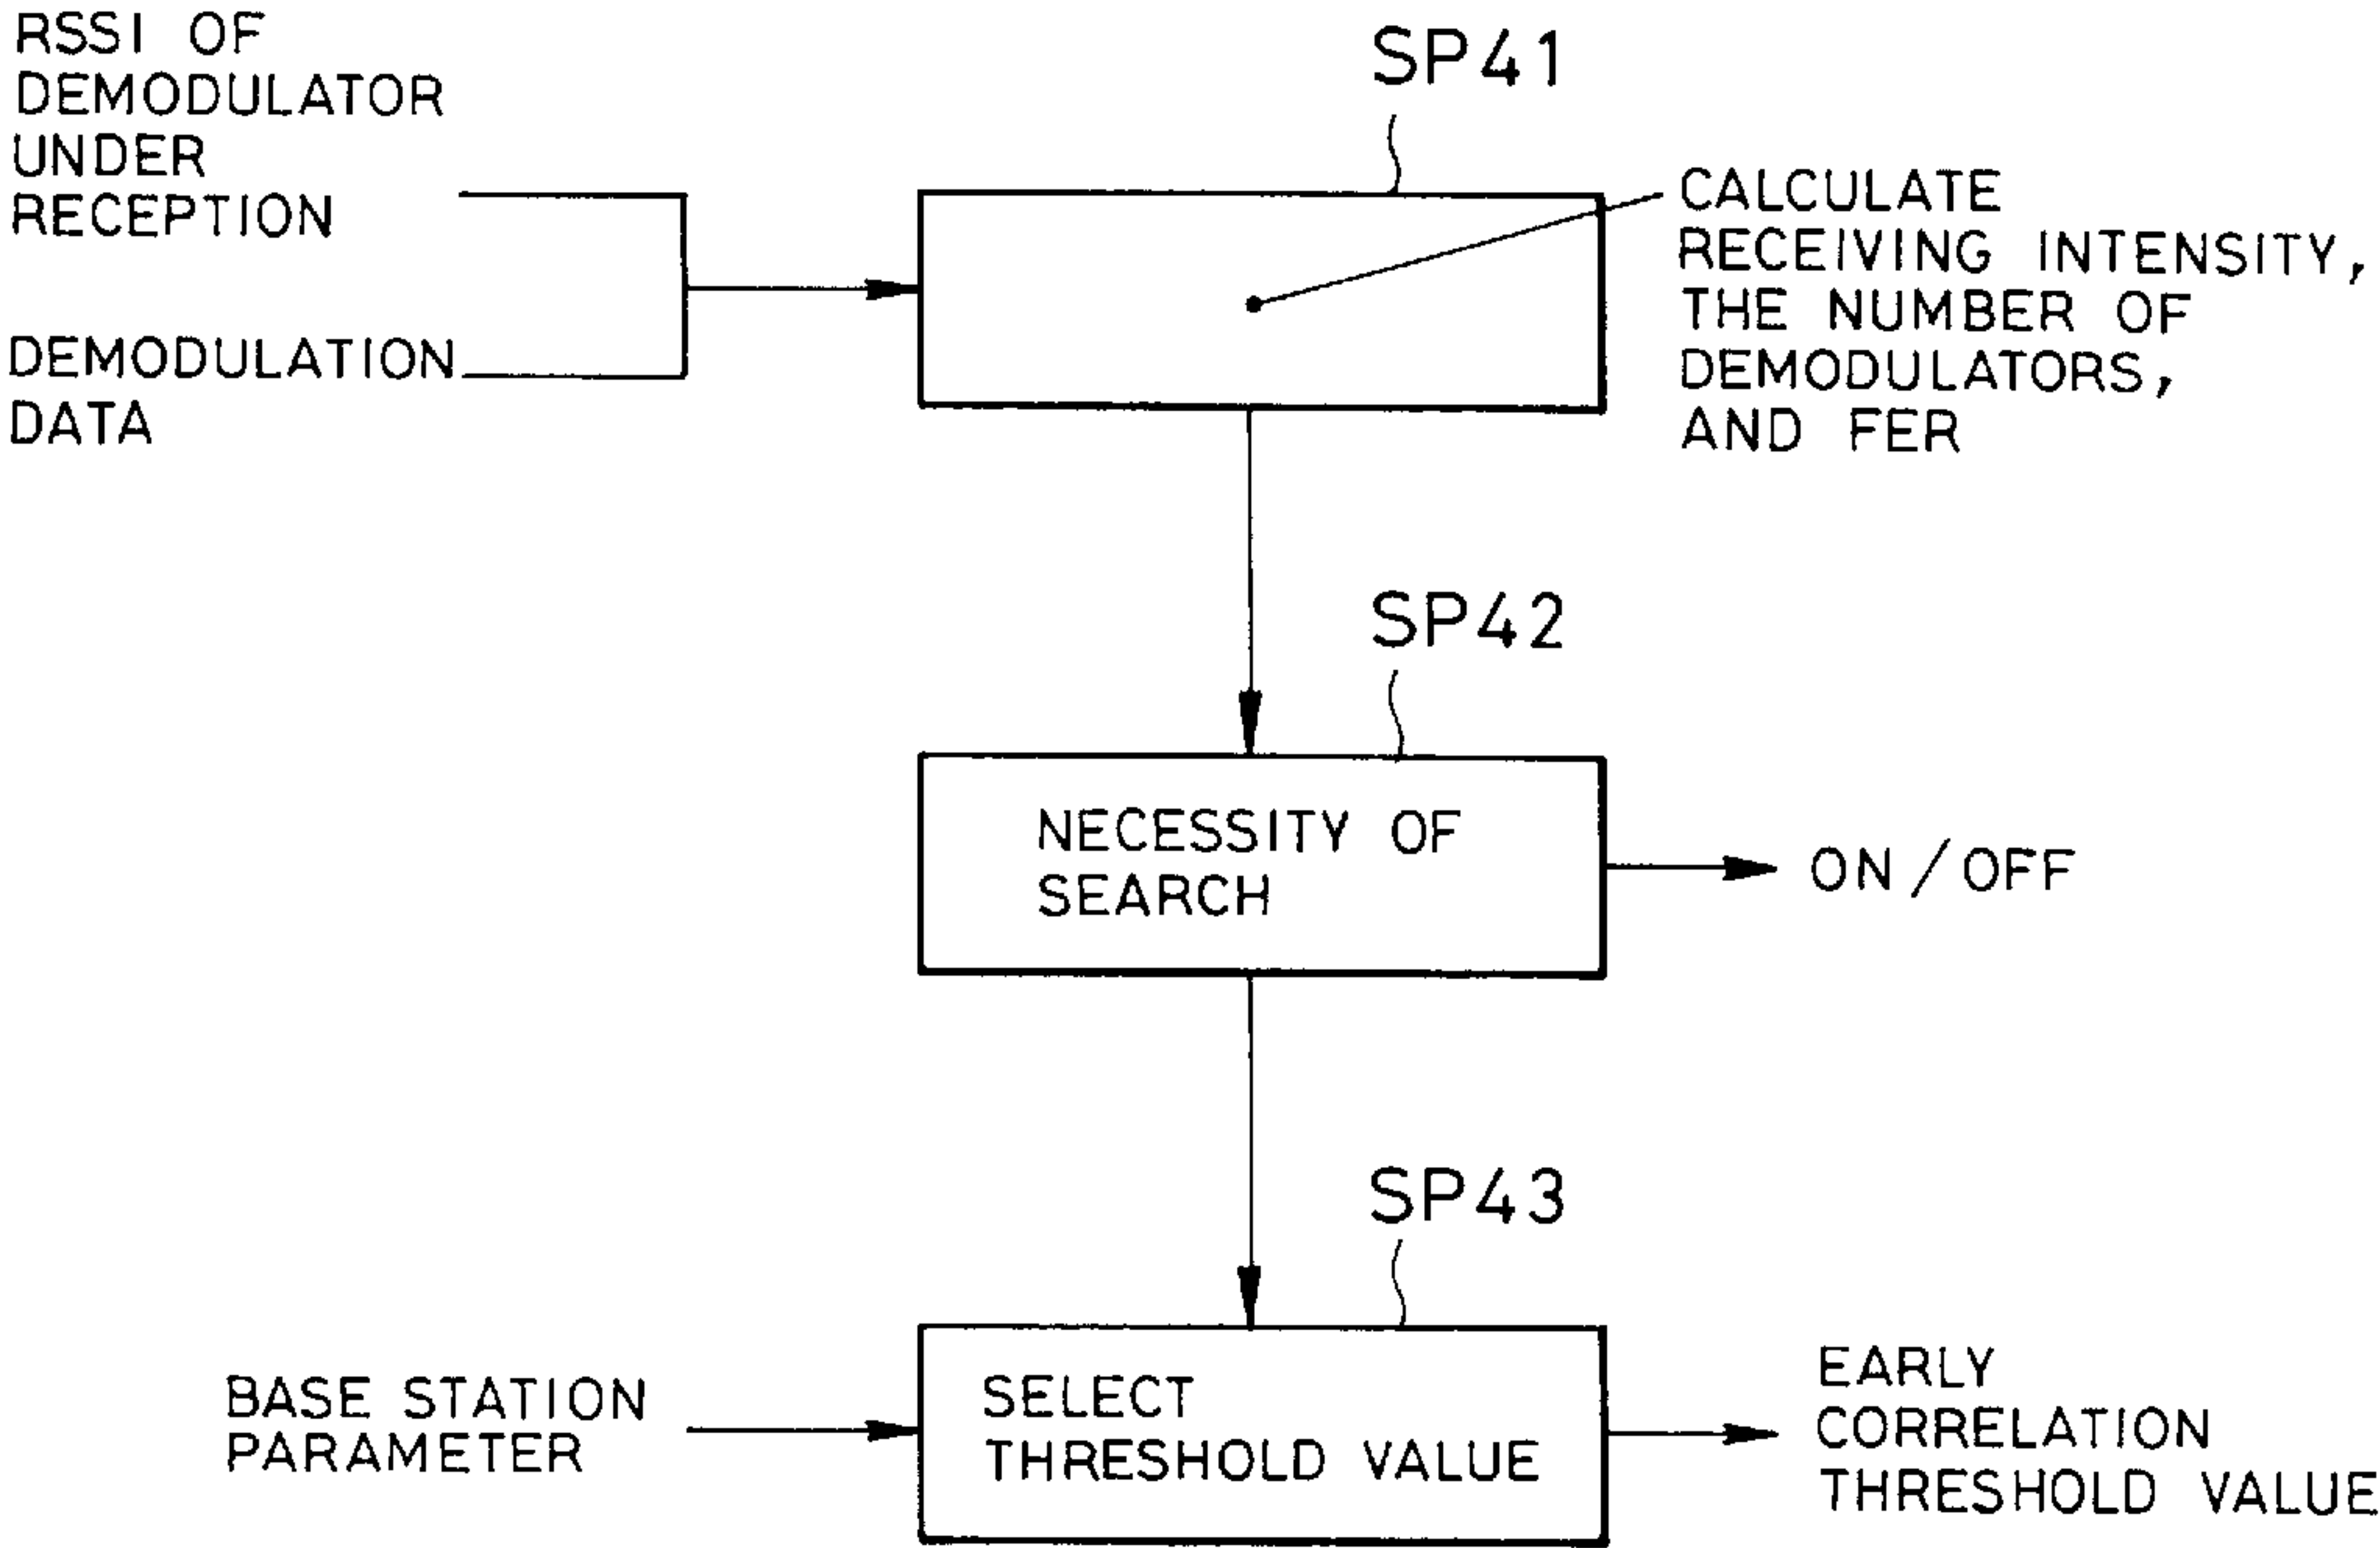 RSSI OF
DEMODULATOR
UNDER
RECEPTION
DEMODULATION
DATA
SP41
CALCULATE
RECEIVING INTENSITY,
THE NUMBER OF
DEMODULATORS,
AND FER
SP42
NECESSITY OF
SEARCH
ON/OFF
SP43
BASE STATION
PARAMETER
SELECT
THRESHOLD VALUE
EARLY
CORRELATION
THRESHOLD VALUE